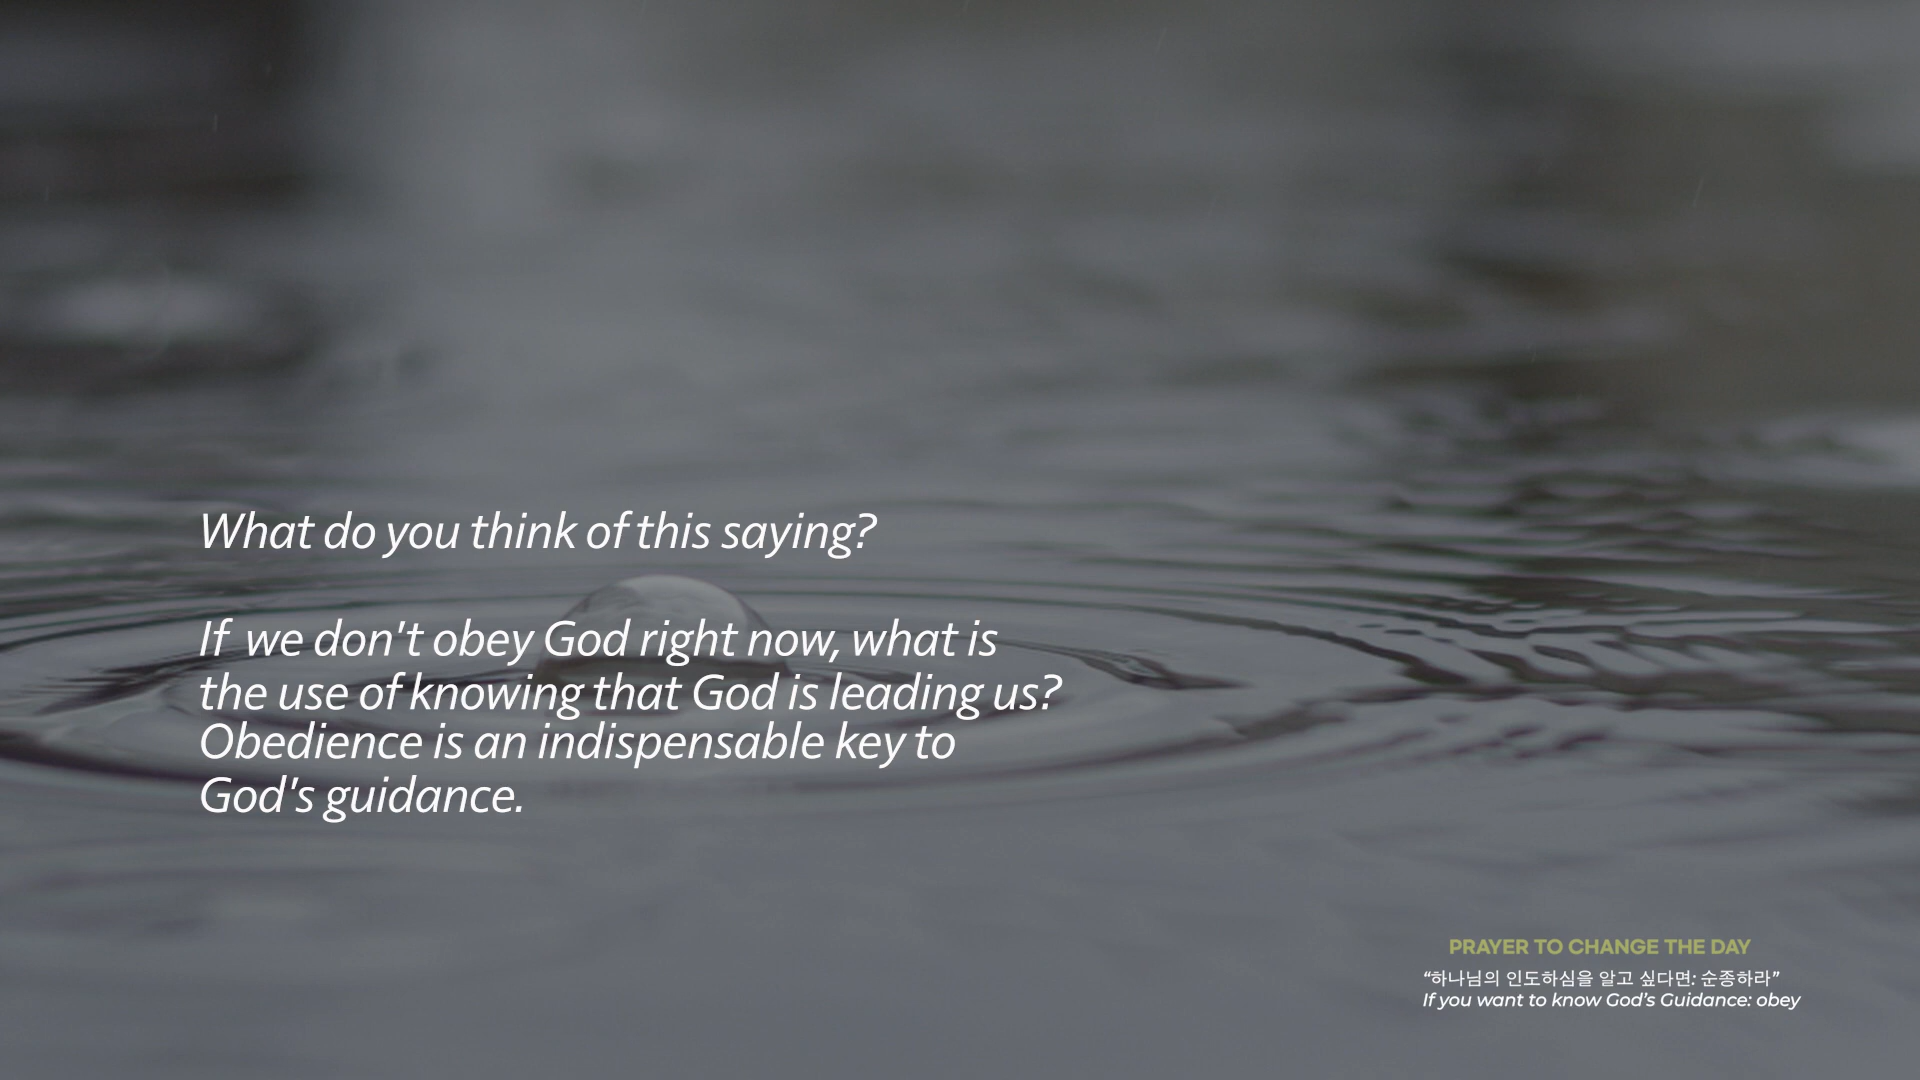 What do you think of this saying?
If we don't obey God right now, what is
the use of knowing that God is leading us?
Obedience is an indispensable key to
God's guidance.
PRAYER TO CHANGE THE DAY
“하나님의 인도하심을 알고 싶다면: 순종하라”
If you want to know God’s Guidance: obey